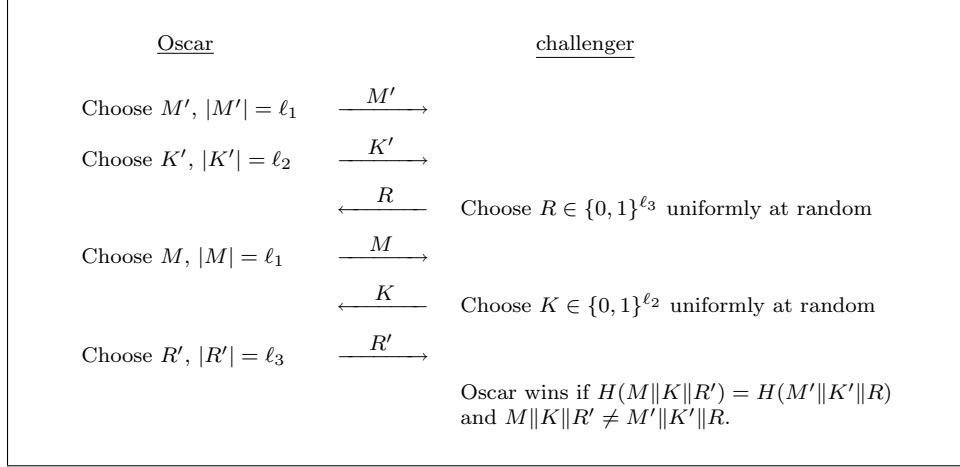 Oscar challenger
Choose M′, |M′| = ℓ₁ M′
Choose K′, |K′| = ℓ₂ K′
R Choose R ∈ {0, 1}^ℓ₃ uniformly at random
Choose M, |M| = ℓ₁ M
K Choose K ∈ {0, 1}^ℓ₂ uniformly at random
Choose R′, |R′| = ℓ₃ R′
Oscar wins if H(M‖K‖R′) = H(M′‖K′‖R)
and M‖K‖R′ ≠ M′‖K′‖R.